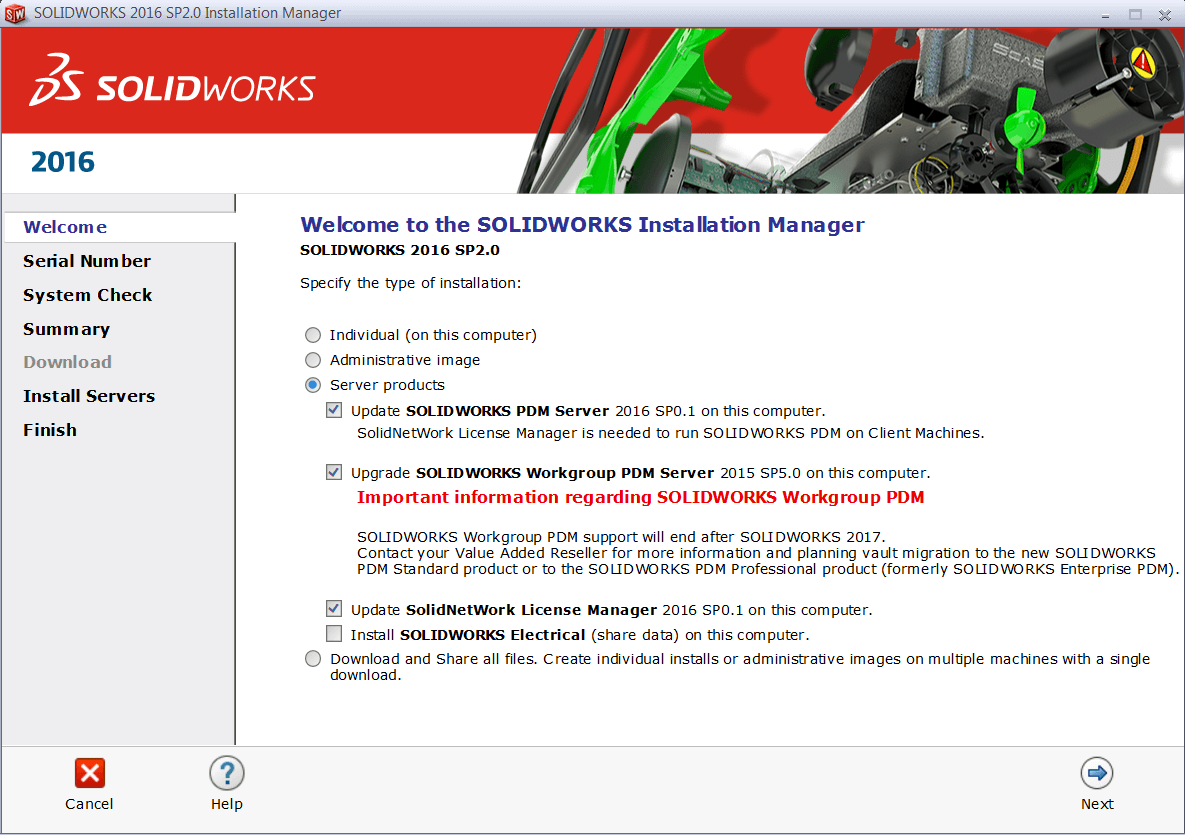 SOLIDWORKS 2016 SP2.0 Installation Manager
SOLIDWORKS
2016
Welcome
Serial Number
System Check
Summary
Download
Install Servers
Finish
Welcome to the SOLIDWORKS Installation Manager
SOLIDWORKS 2016 SP2.0
Specify the type of installation:
Individual (on this computer)
Administrative image
Server products
Update SOLIDWORKS PDM Server 2016 SP0.1 on this computer.
SolidNetWork License Manager is needed to run SOLIDWORKS PDM on Client Machines.
Upgrade SOLIDWORKS Workgroup PDM Server 2015 SP5.0 on this computer.
Important information regarding SOLIDWORKS Workgroup PDM
SOLIDWORKS Workgroup PDM support will end after SOLIDWORKS 2017.
Contact your Value Added Reseller for more information and planning vault migration to the new SOLIDWORKS
PDM Standard product or to the SOLIDWORKS PDM Professional product (formerly SOLIDWORKS Enterprise PDM).
Update SolidNetWork License Manager 2016 SP0.1 on this computer.
Install SOLIDWORKS Electrical (share data) on this computer.
Download and Share all files. Create individual installs or administrative images on multiple machines with a single
download.
Cancel
Help
Next